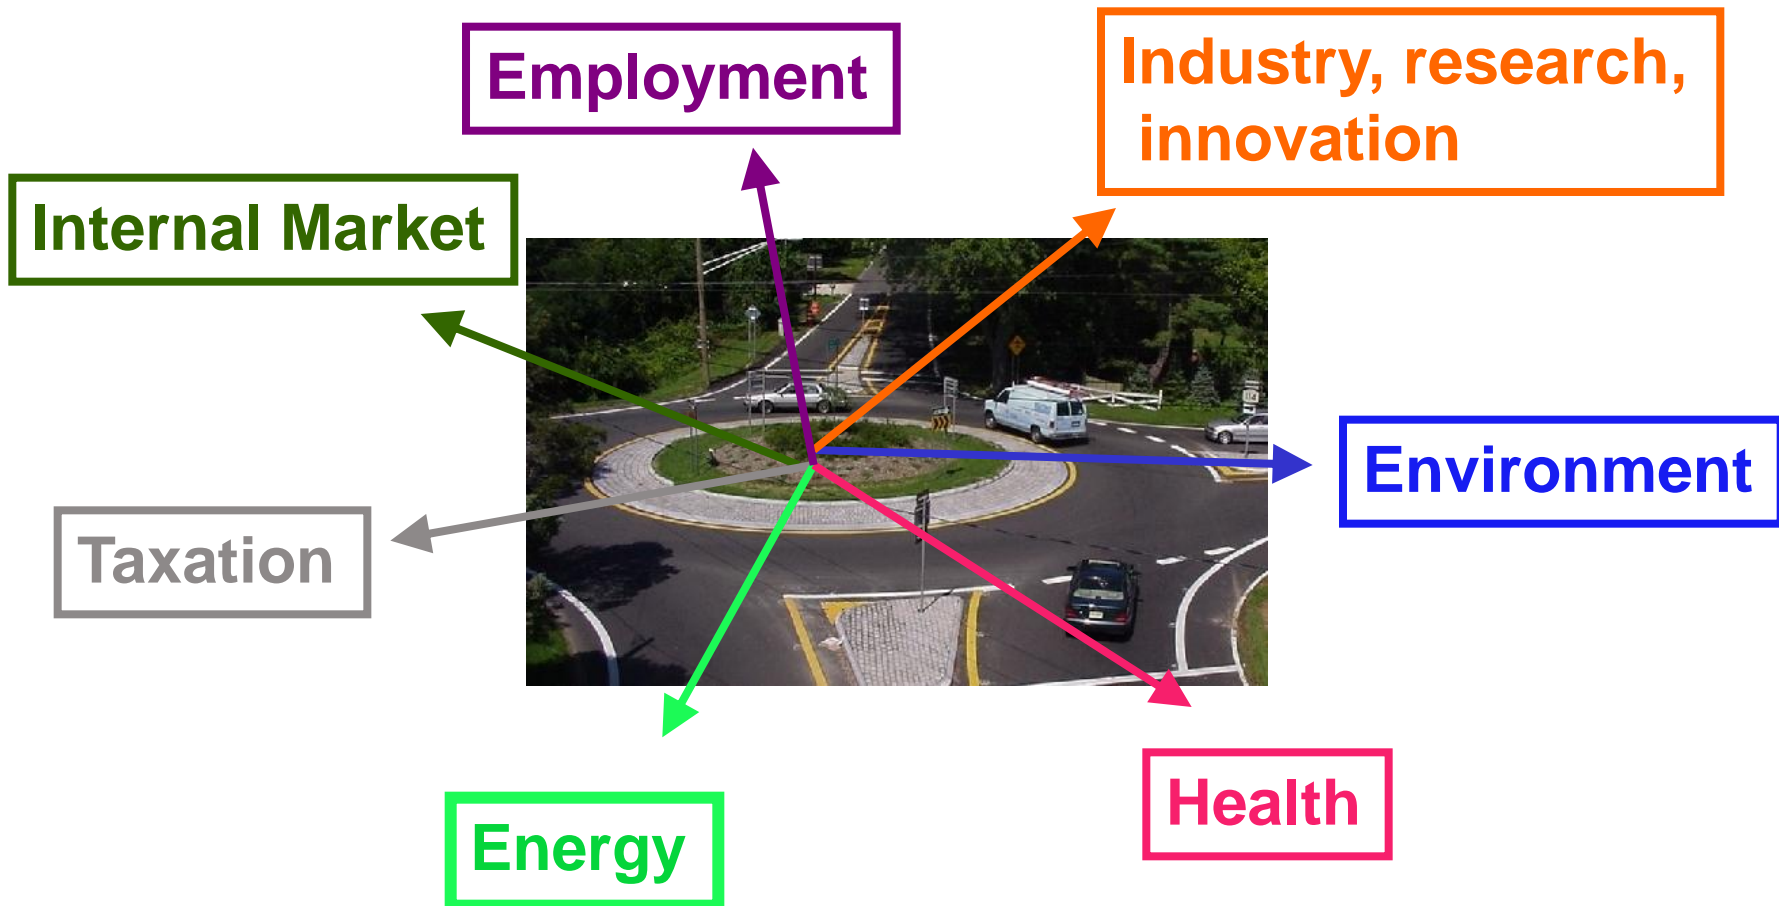 Employment
Industry, research,
innovation
Internal Market
Environment
Taxation
Health
Energy